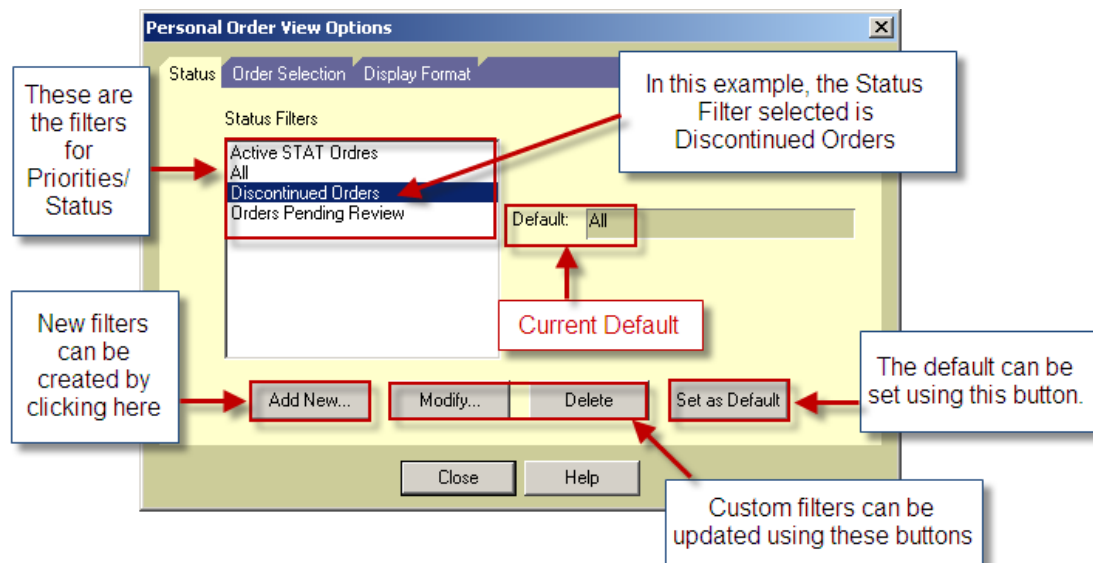 Personal Order View Options
Status
Order Selection
Display Format
These are
the filters
for
Priorities/
Status
In this example, the Status
Filter selected is
Discontinued Orders
Status Filters
Active STAT Ordres
All
Discontinued Orders
Orders Pending Review
Default:
All
Current Default
New filters
can be
created by
clicking here
The default can be
set using this button.
Add New...
Modify...
Delete
Set as Default
Close
Help
Custom filters can be
updated using these buttons